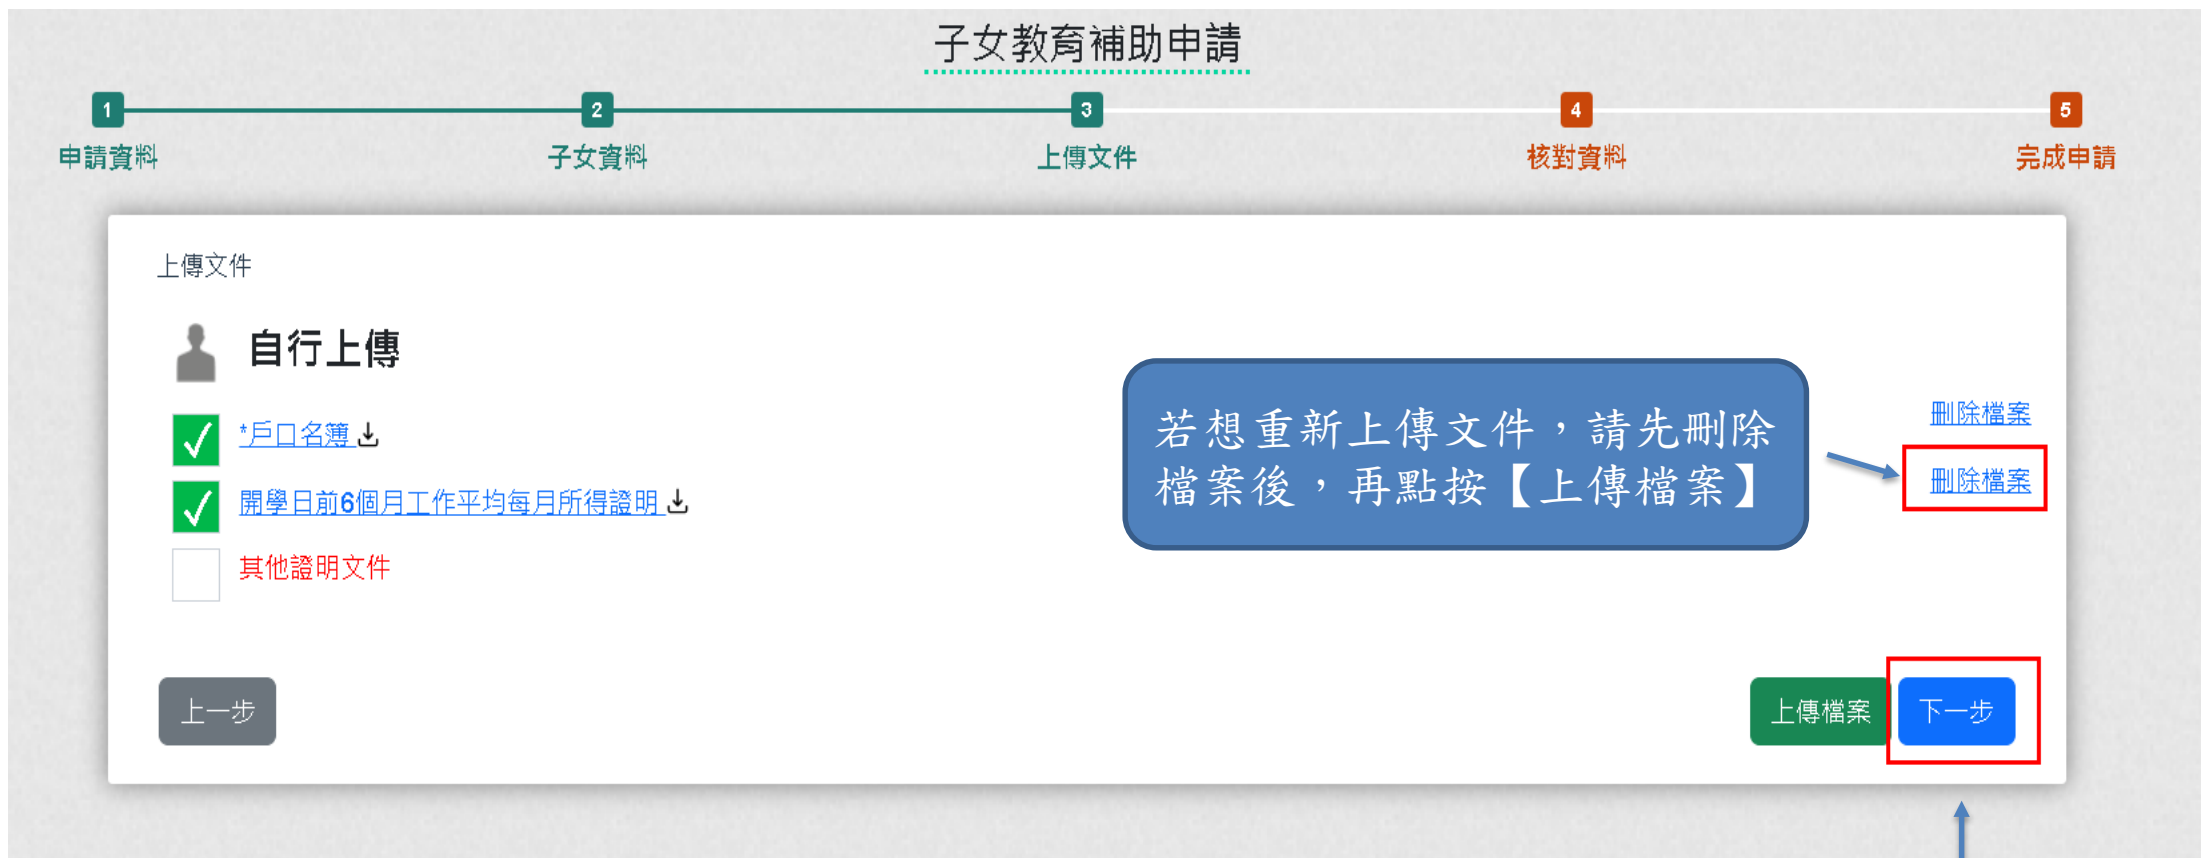 子女教育補助申請
1
2
3
4
5
申請資料
子女資料
上傳文件
核對資料
完成申請
上傳文件
自行上傳
*戶口名簿
刪除檔案
開學日前6個月工作平均每月所得證明
刪除檔案
其他證明文件
若想重新上傳文件，請先刪除
檔案後，再點按【上傳檔案】
上一步
上傳檔案
下一步